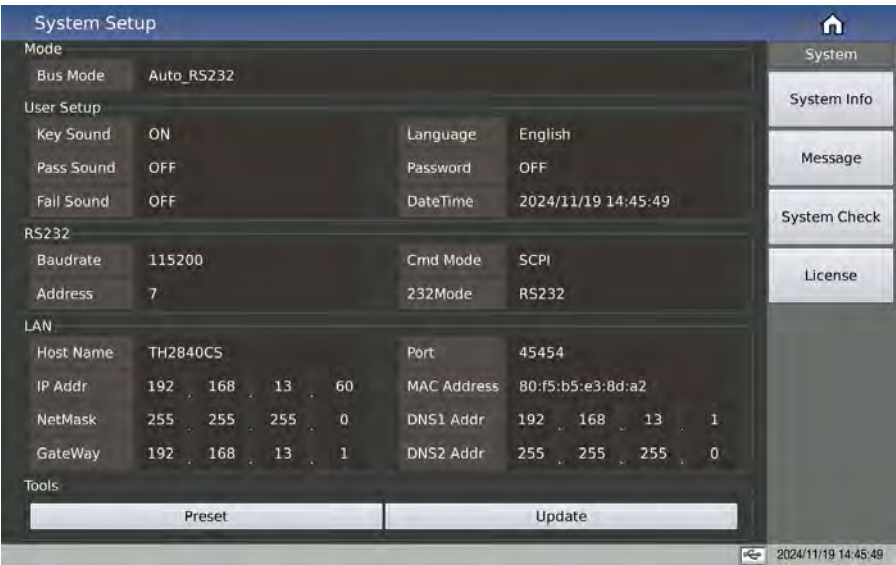 System Setup
Mode
System
Bus Mode Auto_RS232
System Info
User Setup
Key Sound ON Language English
Pass Sound OFF Password OFF
Message
Fail Sound OFF DateTime 2024/11/19 14:45:49
System Check
RS232
Baudrate 115200 Cmd Mode SCPI
License
Address 7 232Mode RS232
LAN
Host Name TH2840CS Port 45454
IP Addr 192 . 168 . 13 . 60 MAC Address 80:f5:b5:e3:8d:a2
NetMask 255 . 255 . 255 . 0 DNS1 Addr 192 . 168 . 13 . 1
GateWay 192 . 168 . 13 . 1 DNS2 Addr 255 . 255 . 255 . 0
Tools
Preset Update
2024/11/19 14:45:49